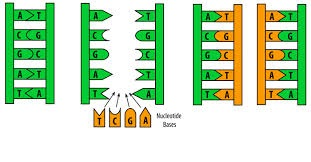 A T A T A T A T
C G C G C G C G
G C G C G C G C
A T A T A T A T
T A T A T A T A
T C G A
Nucleotide
Bases